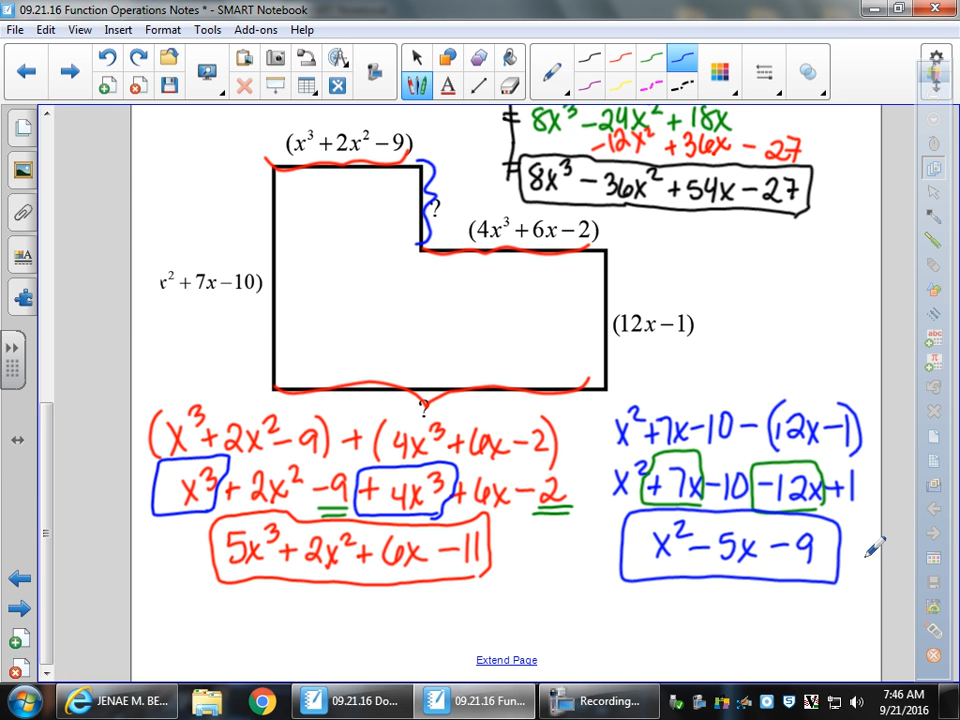 09.21.16 Function Operations Notes * - SMART Notebook
File Edit View Insert Format Tools Add-ons Help
8x³ - 24x² + 18x
(x³ + 2x² − 9)
-12x² + 36x - 27
= 8x³ - 36x² + 54x - 27
?
(4x³ + 6x − 2)
x² + 7x − 10)
(12x − 1)
?
(x³ + 2x² - 9) + (4x³ + 6x - 2)
x² + 7x - 10 - (12x - 1)
x³ + 2x² - 9 + 4x³ + 6x - 2
x² + 7x - 10 - 12x + 1
5x³ + 2x² + 6x - 11
x² - 5x - 9
Extend Page
JENAE M. BE...
09.21.16 Do...
09.21.16 Fun...
Recording...
7:46 AM
9/21/2016